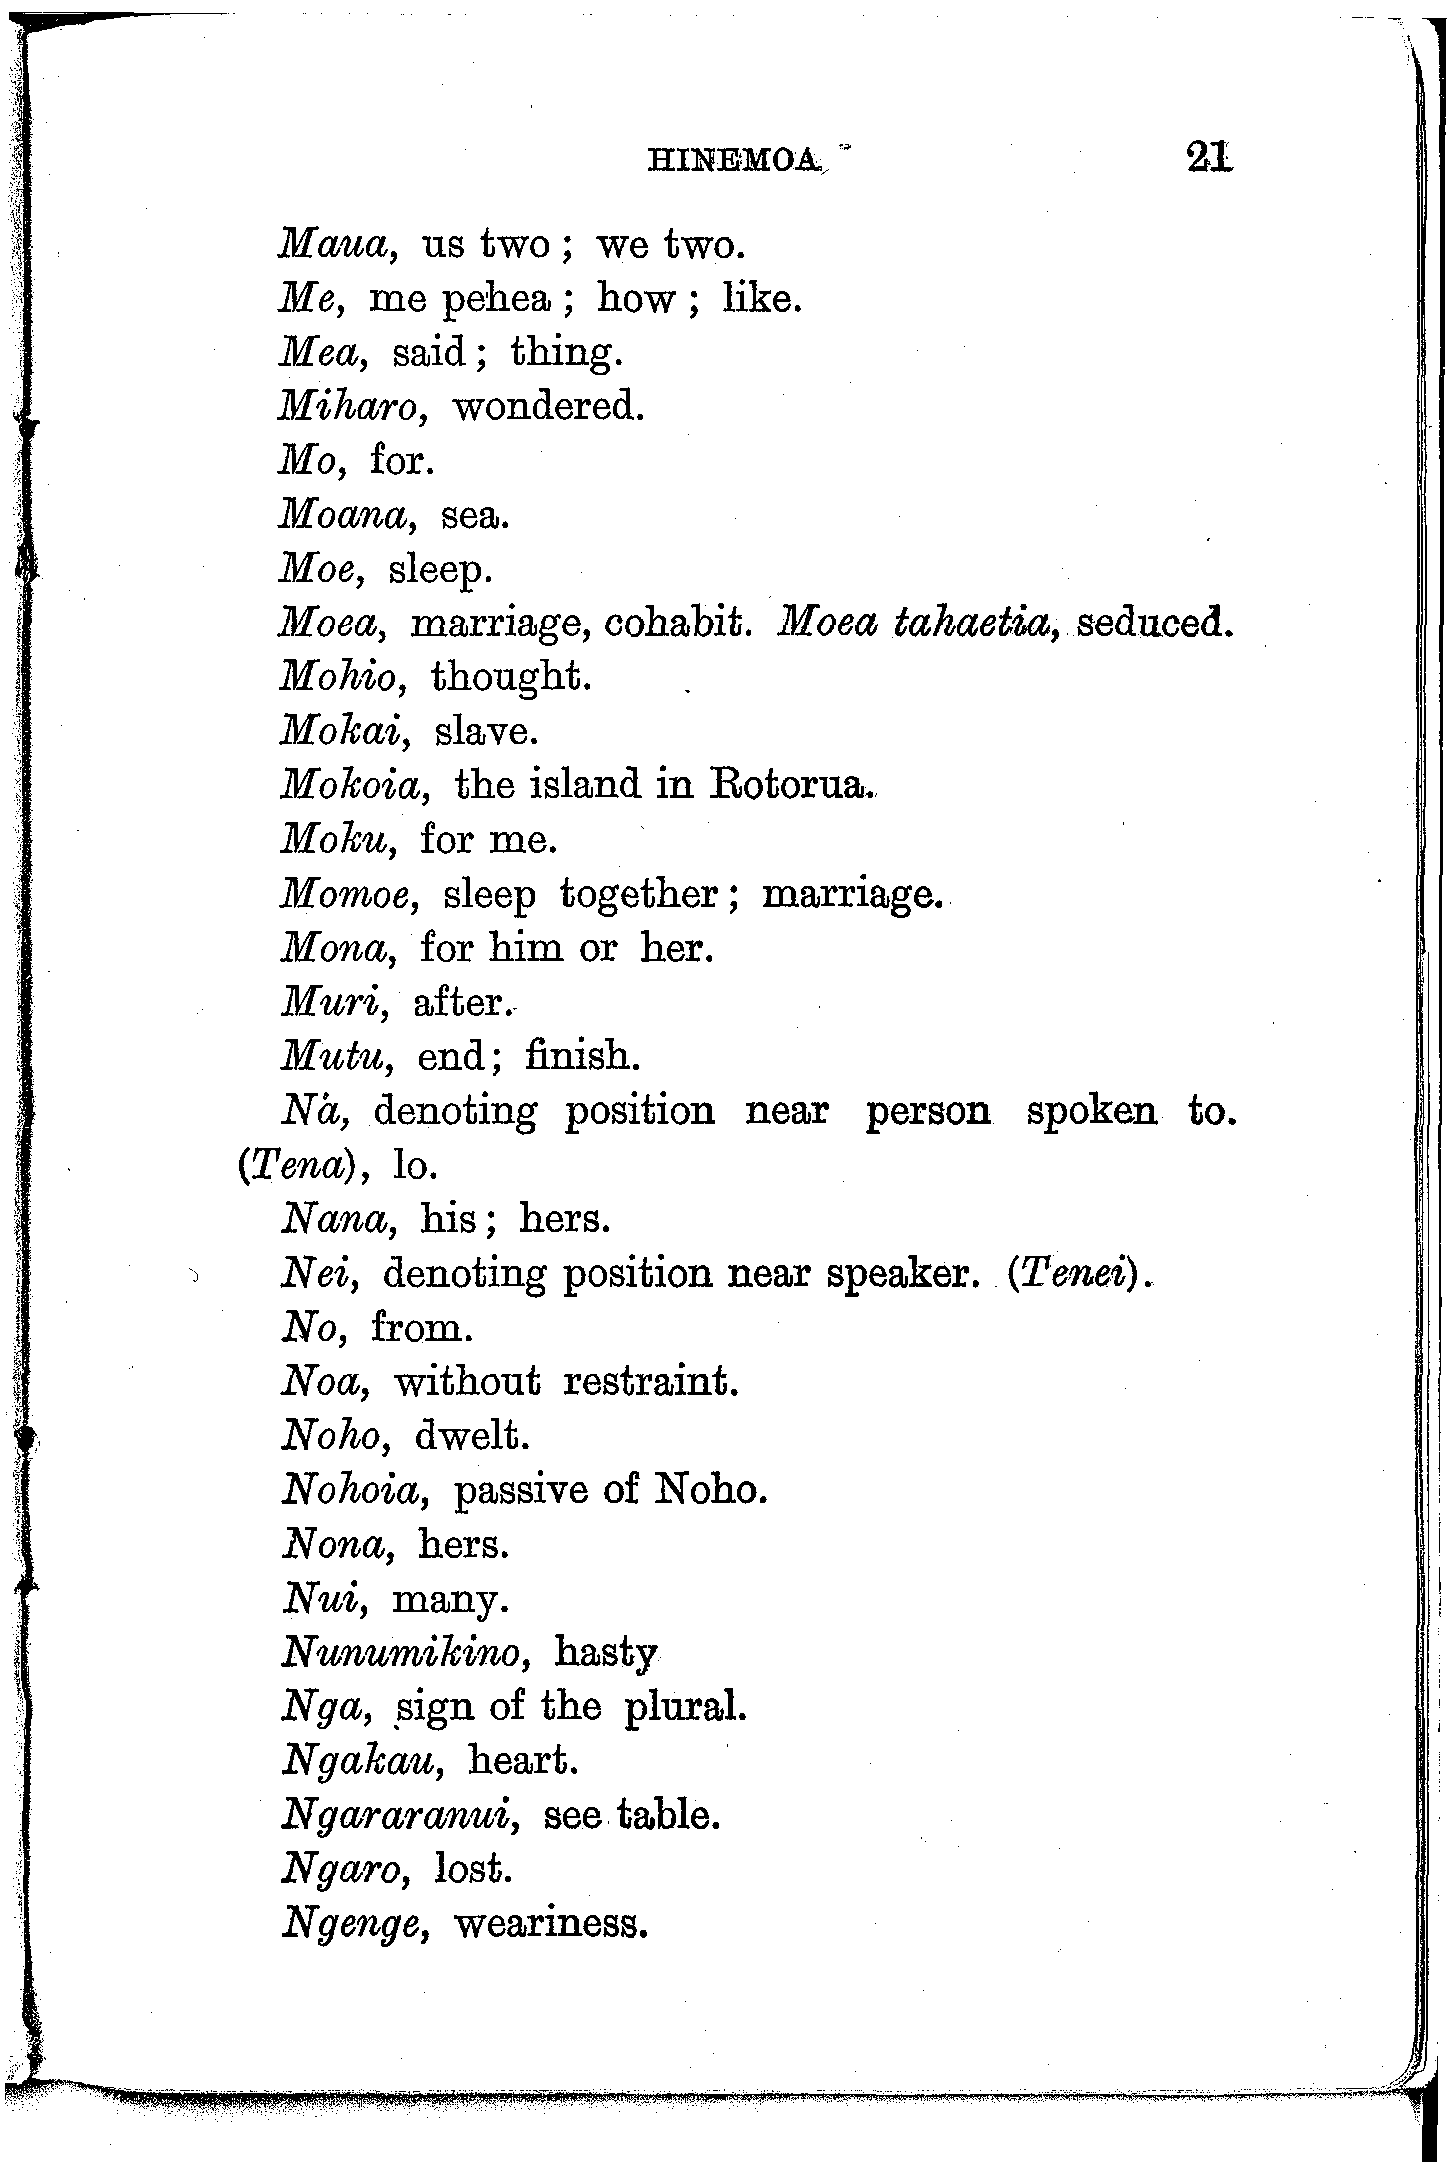 HINEMOA. 21
Maua, us two ; we two.
Me, me pehea ; how ; like.
Mea, said ; thing.
Miharo, wondered.
Mo, for.
Moana, sea.
Moe, sleep.
Moea, marriage, cohabit. Moea tahaetia, seduced.
Mohio, thought.
Mokai, slave.
Mokoia, the island in Rotorua.
Moku, for me.
Momoe, sleep together ; marriage.
Mona, for him or her.
Muri, after.
Mutu, end ; finish.
Nà, denoting position near person spoken to.
(Tena), lo.
Nana, his ; hers.
Nei, denoting position near speaker. (Tenei).
No, from.
Noa, without restraint.
Noho, dwelt.
Nohoia, passive of Noho.
Nona, hers.
Nui, many.
Nunumikino, hasty
Nga, sign of the plural.
Ngakau, heart.
Ngararanui, see table.
Ngaro, lost.
Ngenge, weariness.